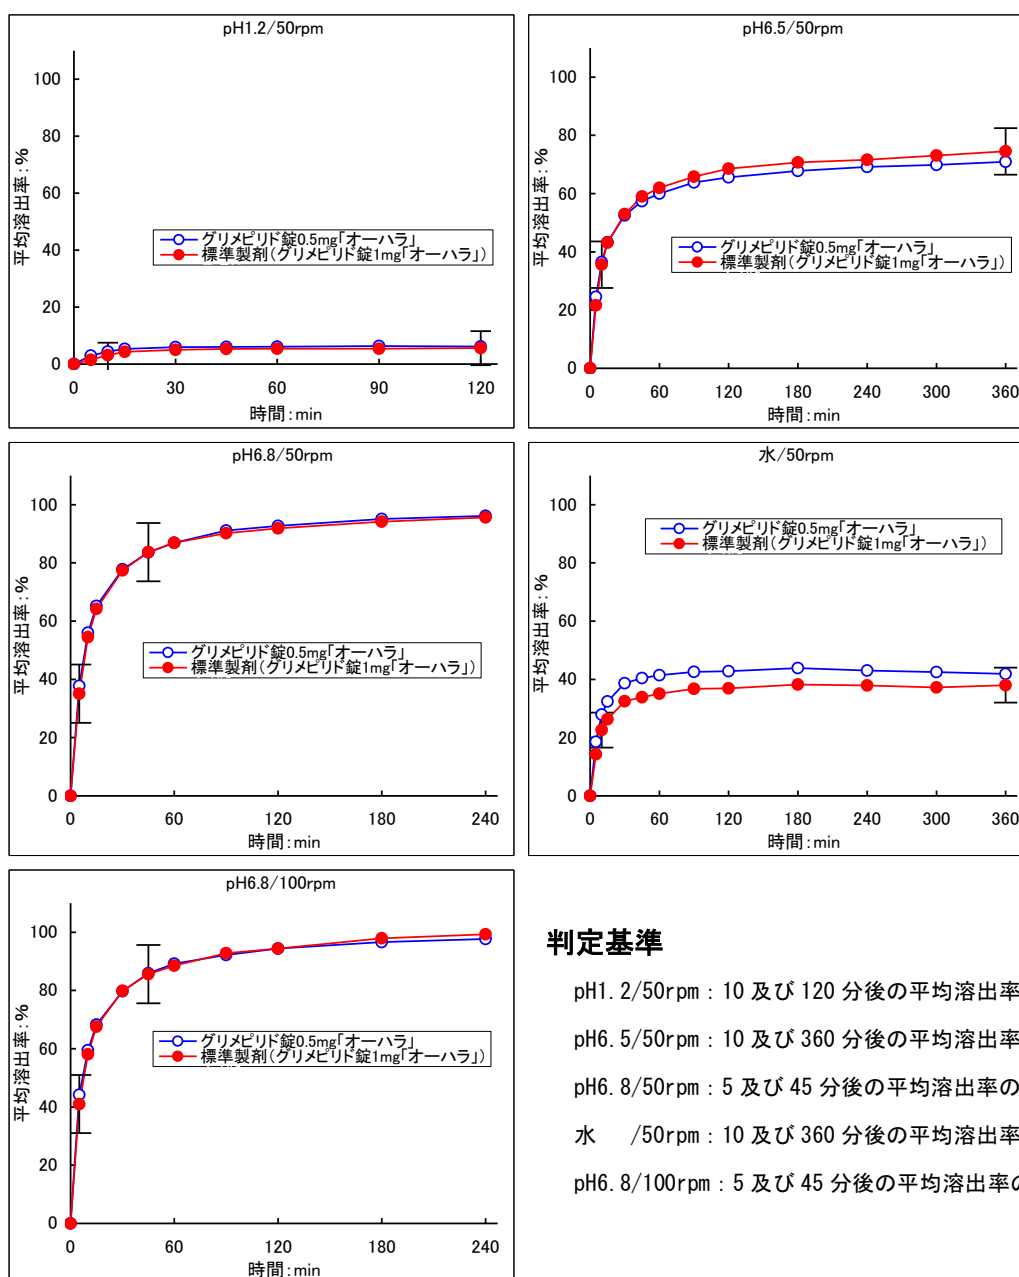 pH1.2/50rpm
100
80
60
40
20
0
平均溶出率:%
グリメピリド錠0.5mg｢オーハラ｣
標準製剤(グリメピリド錠1mg｢オーハラ｣)
0 30 60 90 120
時間:min
pH6.5/50rpm
100
80
60
40
20
0
平均溶出率:%
グリメピリド錠0.5mg｢オーハラ｣
標準製剤(グリメピリド錠1mg｢オーハラ｣)
0 60 120 180 240 300 360
時間:min
pH6.8/50rpm
100
80
60
40
20
0
平均溶出率:%
グリメピリド錠0.5mg｢オーハラ｣
標準製剤(グリメピリド錠1mg｢オーハラ｣)
0 60 120 180 240
時間:min
水/50rpm
100
80
60
40
20
0
平均溶出率:%
グリメピリド錠0.5mg｢オーハラ｣
標準製剤(グリメピリド錠1mg｢オーハラ｣)
0 60 120 180 240 300 360
時間:min
pH6.8/100rpm
100
80
60
40
20
0
平均溶出率:%
グリメピリド錠0.5mg｢オーハラ｣
標準製剤(グリメピリド錠1mg｢オーハラ｣)
0 60 120 180 240
時間:min
判定基準
pH1.2/50rpm：10 及び 120 分後の平均溶出率
pH6.5/50rpm：10 及び 360 分後の平均溶出率
pH6.8/50rpm：5 及び 45 分後の平均溶出率の
水 /50rpm：10 及び 360 分後の平均溶出率
pH6.8/100rpm：5 及び 45 分後の平均溶出率の